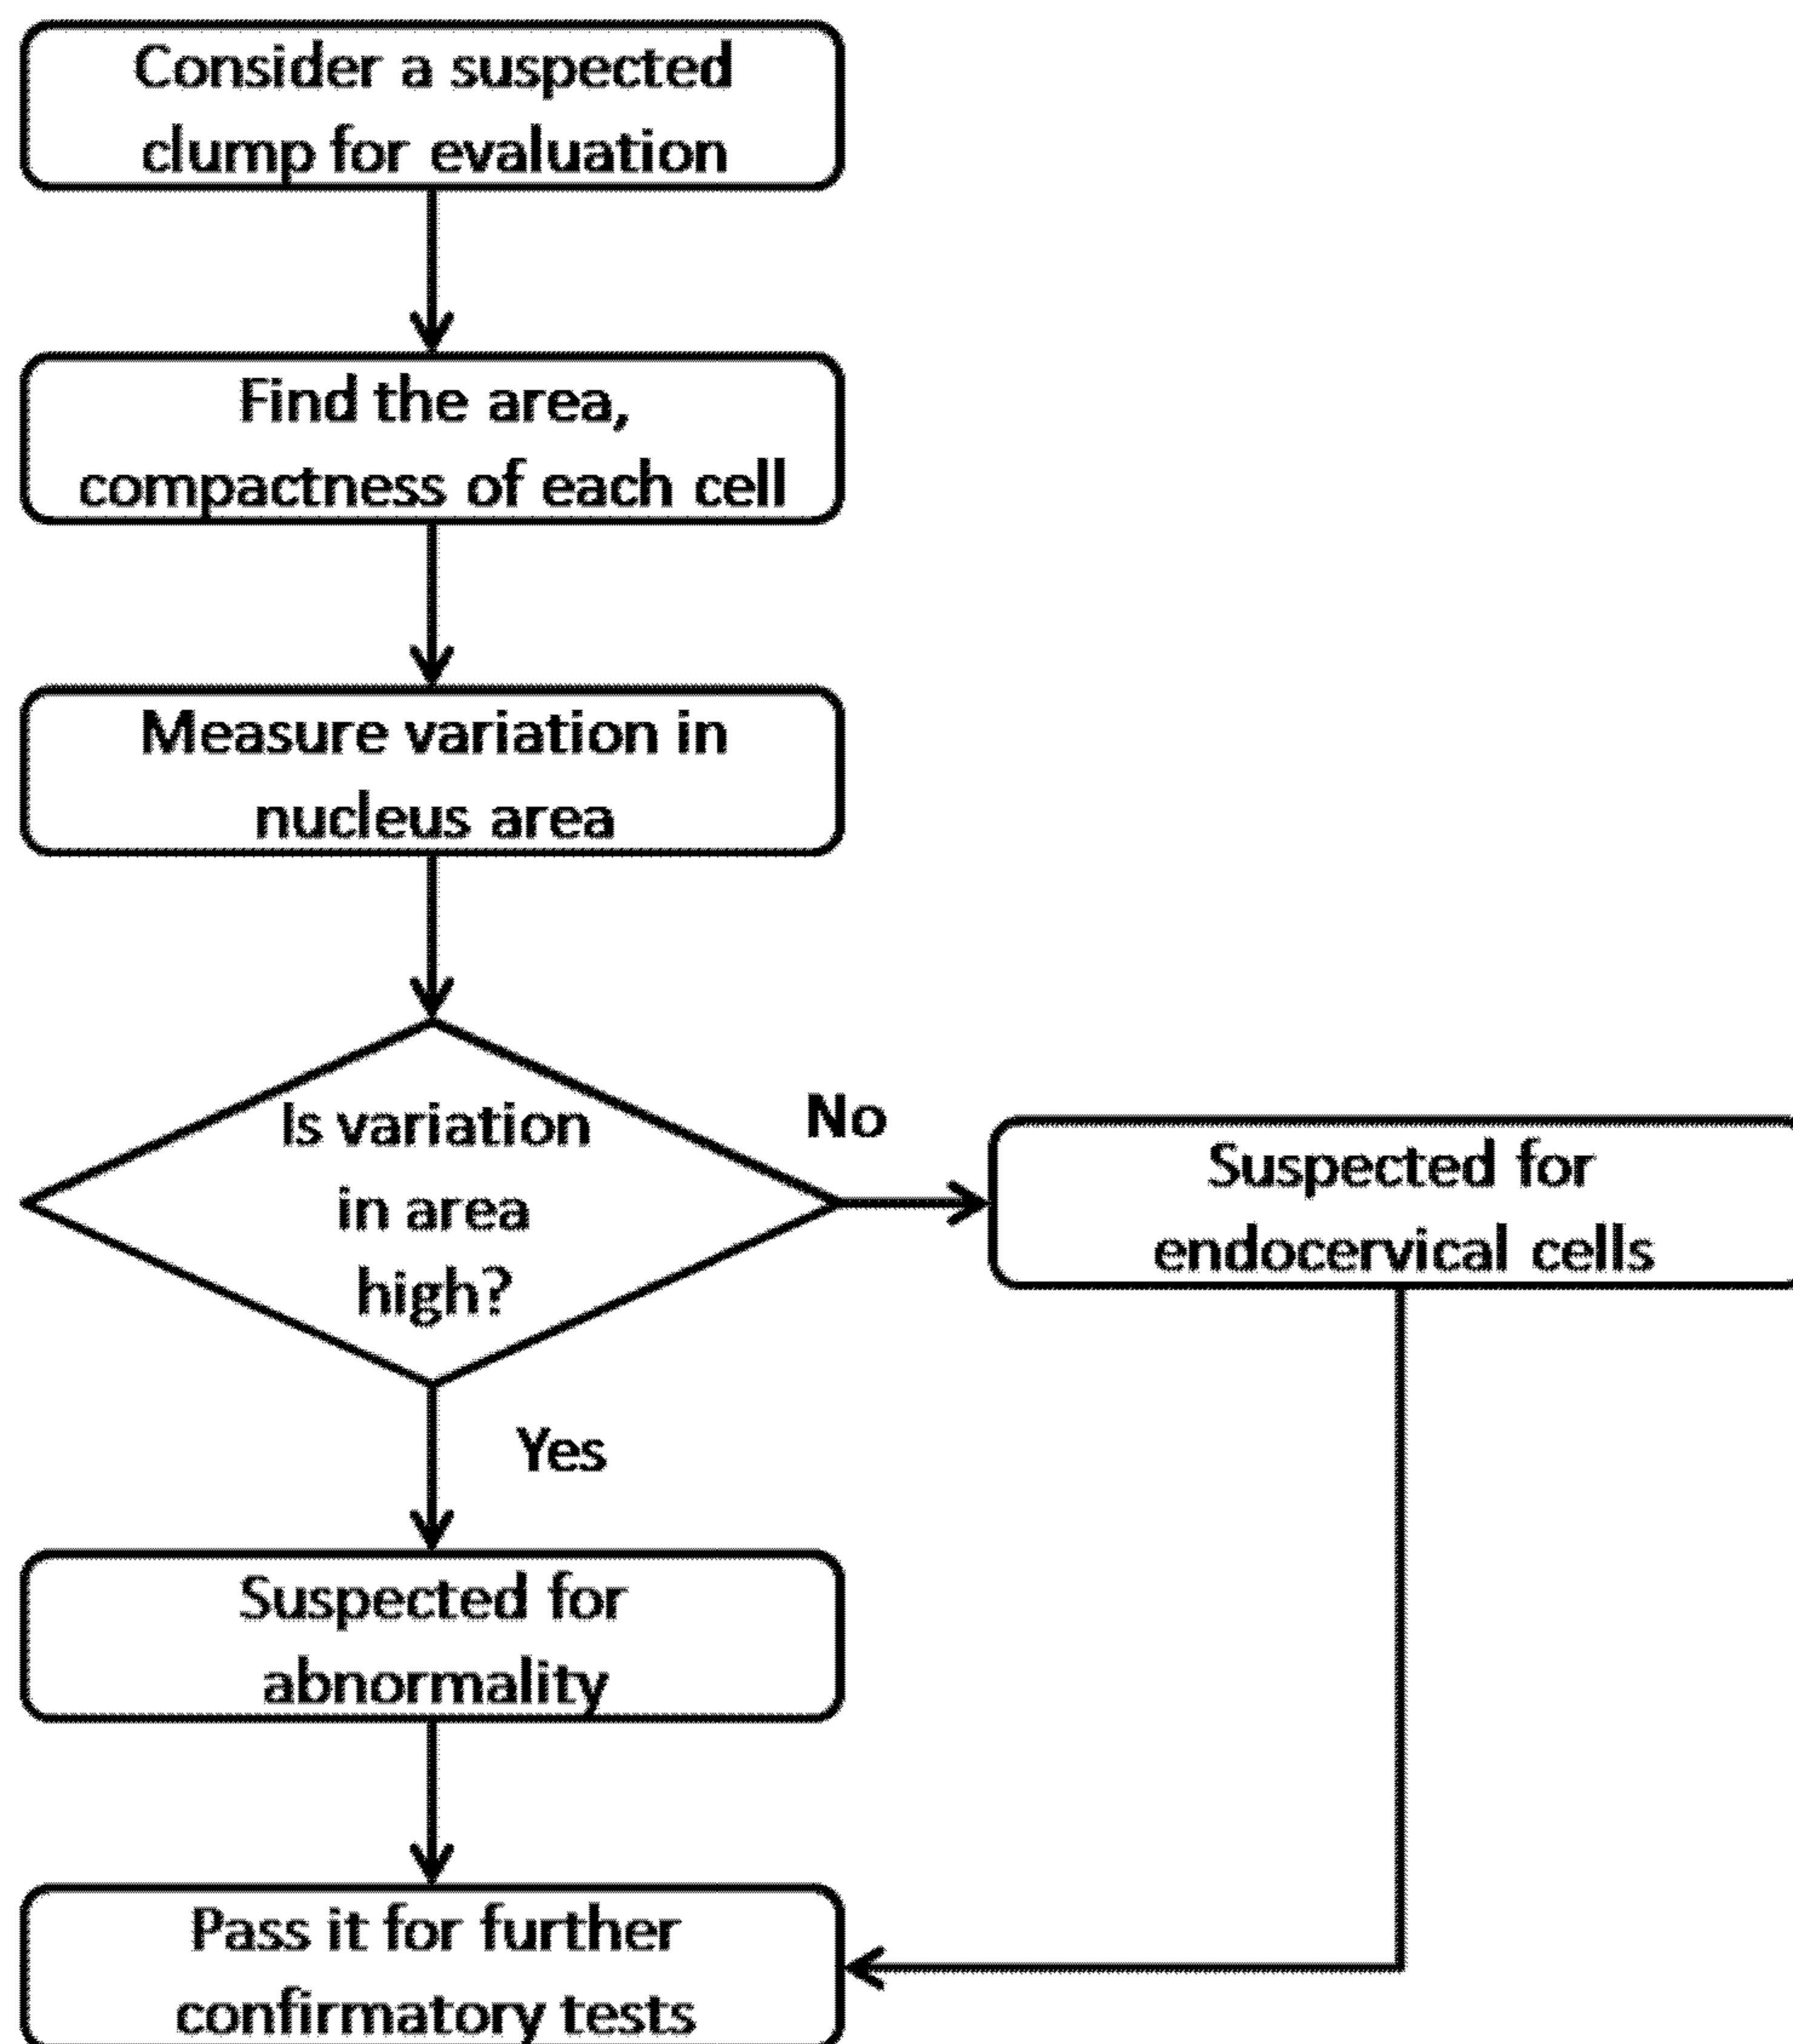 Consider a suspected
clump for evaluation
Find the area,
compactness of each cell
Measure variation in
nucleus area
Is variation
in area
high?
No
Suspected for
endocervical cells
Yes
Suspected for
abnormality
Pass it for further
confirmatory tests